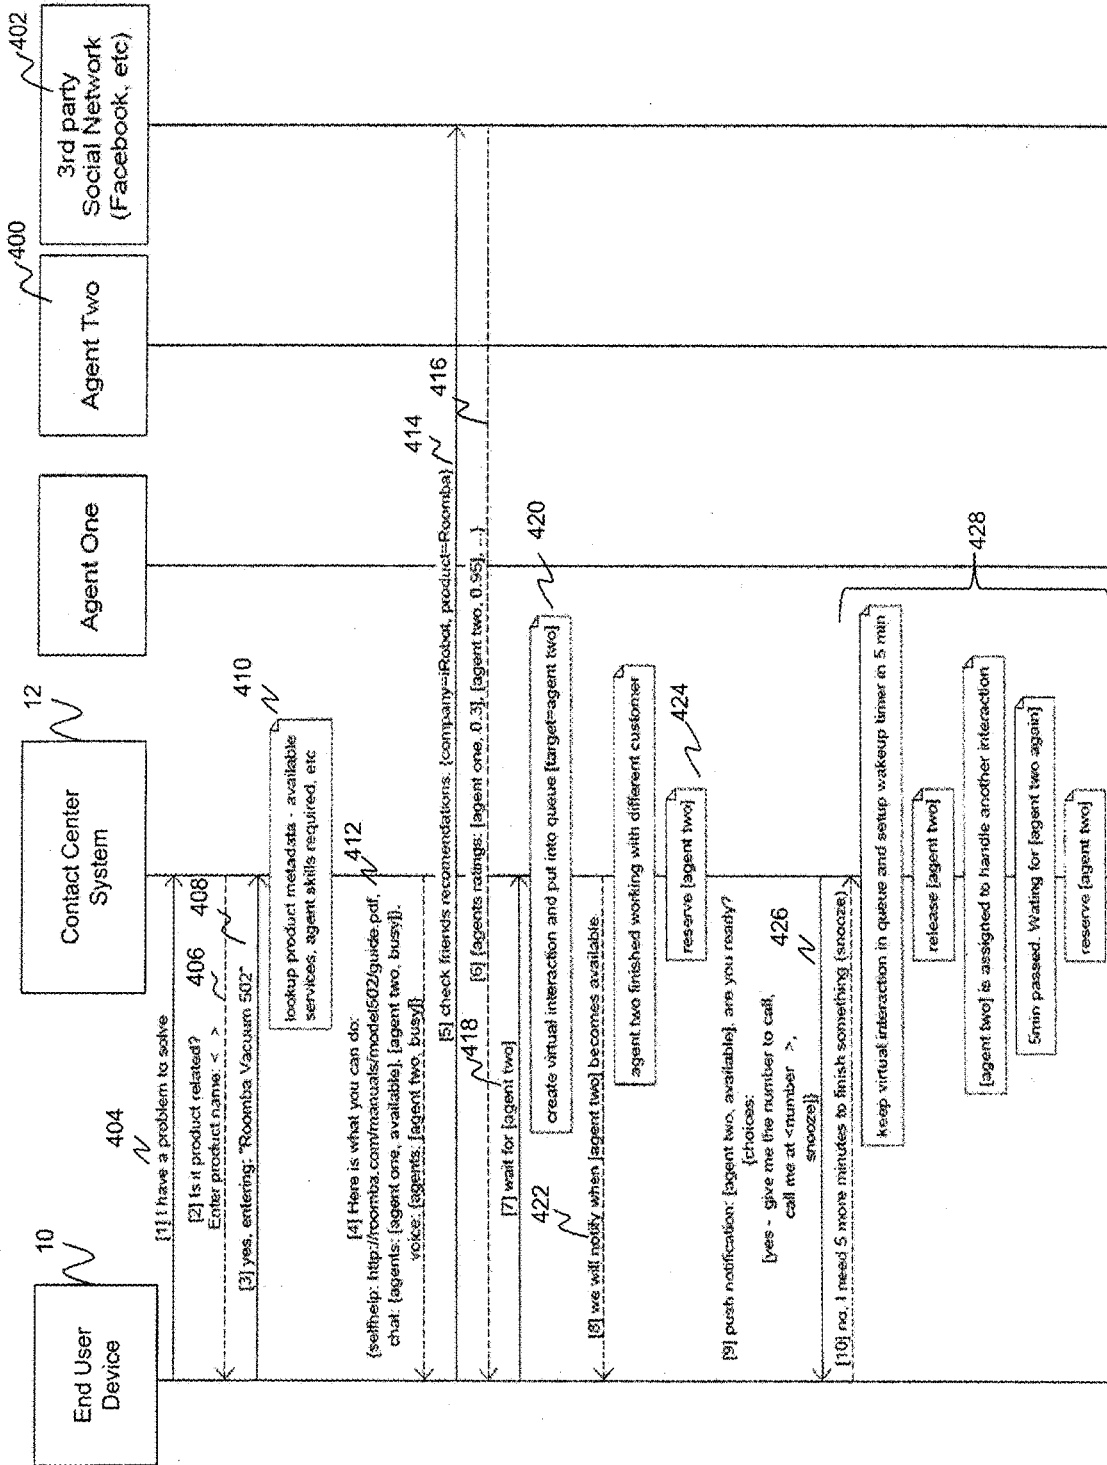 End User
Device
10
Contact Center
System
12
Agent One
Agent Two
400
3rd party
Social Network
(Facebook, etc)
402
404
[1] I have a problem to solve
[2] Is it product related?
Enter product name: < >
406
408
[3] yes, entering: "Roomba Vacuum 502"
410
lookup product metadata - available
services, agent skills required, etc
412
[4] Here is what you can do:
{selfhelp: http://roomba.com/manuals/model502/guide.pdf,
chat: {agents: [agent one, available], [agent two, busy]},
voice: {agents, [agent two, busy]}}
414
[5] check friends recomendations: {company=iRobot, product=Roomba}
416
[6] {agents ratings: [agent one, 0.3], [agent two, 0.95], ...}
418
[7] wait for [agent two]
420
create virtual interaction and put into queue [target=agent two]
422
[8] we will notify when [agent two] becomes available.
agent two finished working with different customer
424
reserve [agent two]
[9] push notification: {agent two, available], are you ready?
{choices:
[yes - give me the number to call,
call me at <number >,
snooze]}
426
[10] no, I need 5 more minutes to finish something (snooze)
428
keep virtual interaction in queue and setup wakeup timer in 5 min
release [agent two]
[agent two] is assigned to handle another interaction
5min passed. Wating for [agent two again]
reserve [agent two]